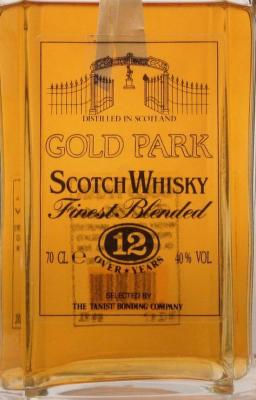 DISTILLED IN SCOTLAND
GOLD PARK
SCOTCH WHISKY
Finest Blended
12
OVER YEARS
70 CL. 40% VOL
SELECTED BY
THE TANIST BONDING COMPANY